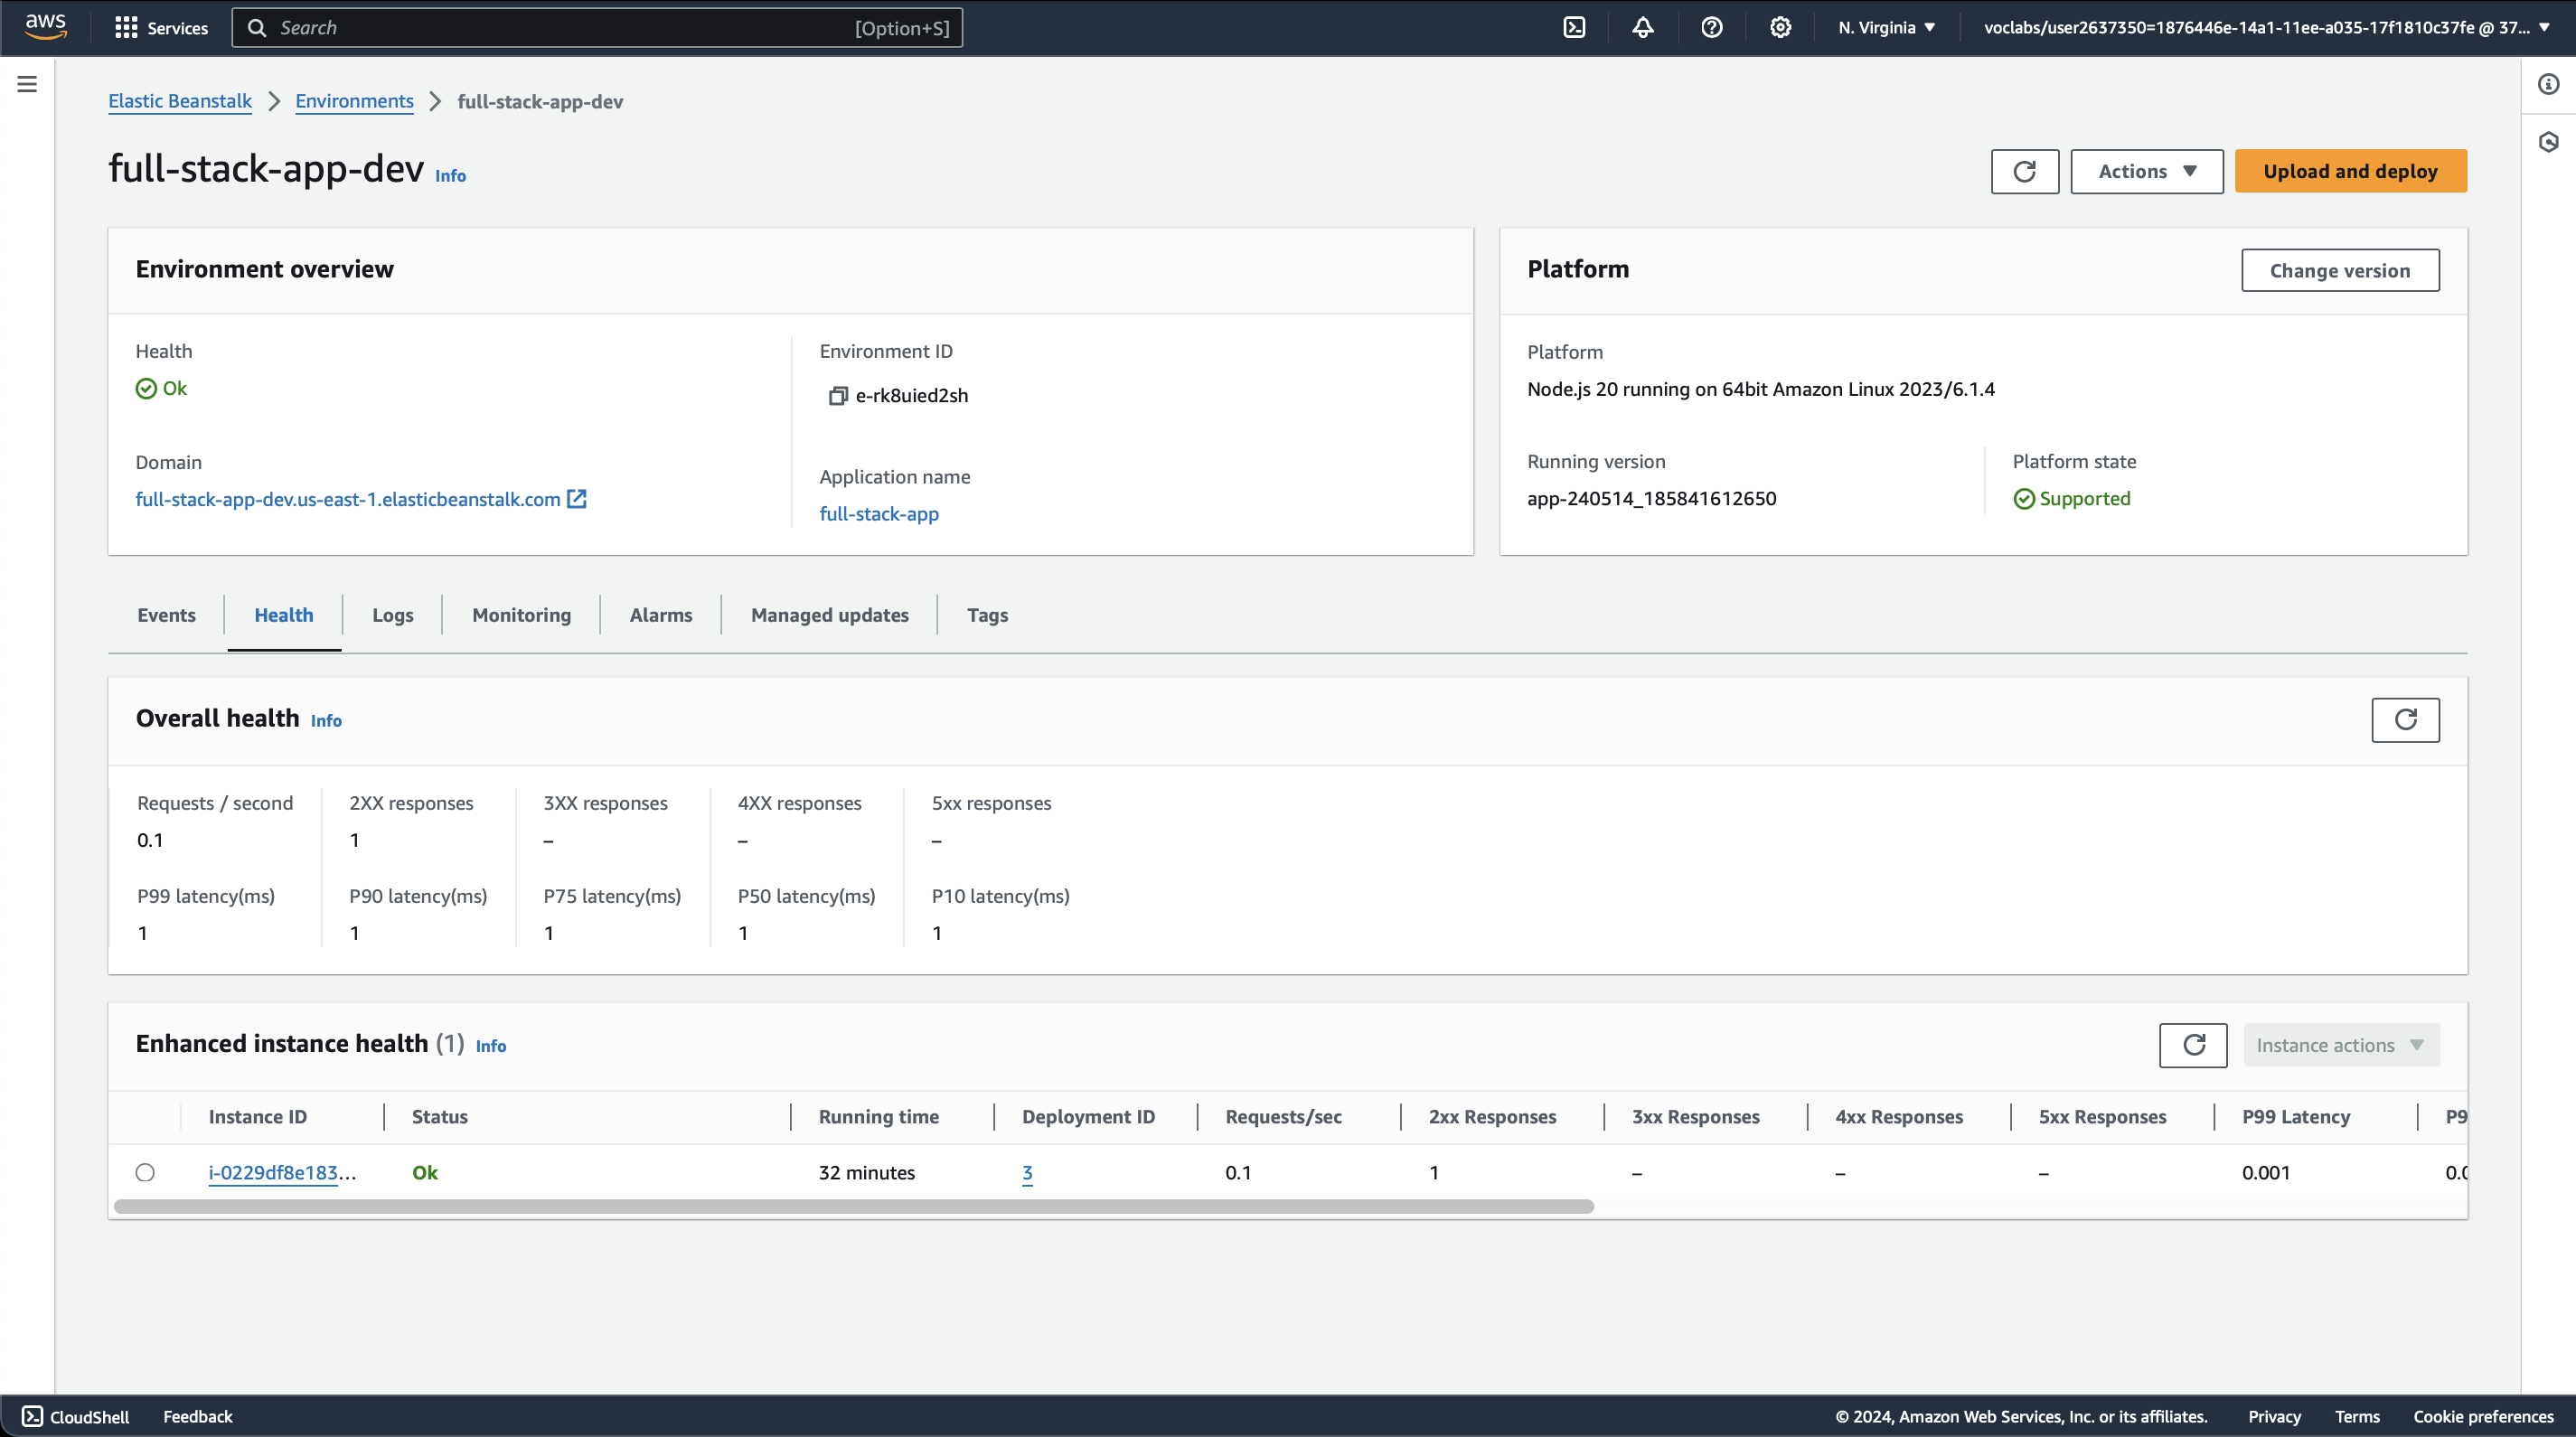 aws
Services
Search
[Option+S]
N. Virginia
voclabs/user2637350=1876446e-14a1-11ee-a035-17f1810c37fe @ 37...
Elastic Beanstalk
Environments
full-stack-app-dev
full-stack-app-dev Info
Actions
Upload and deploy
Environment overview
Health
Ok
Domain
full-stack-app-dev.us-east-1.elasticbeanstalk.com
Environment ID
e-rk8uied2sh
Application name
full-stack-app
Platform
Change version
Platform
Node.js 20 running on 64bit Amazon Linux 2023/6.1.4
Running version
app-240514_185841612650
Platform state
Supported
Events
Health
Logs
Monitoring
Alarms
Managed updates
Tags
Overall health Info
Requests / second
0.1
2XX responses
1
3XX responses
–
4XX responses
–
5xx responses
–
P99 latency(ms)
1
P90 latency(ms)
1
P75 latency(ms)
1
P50 latency(ms)
1
P10 latency(ms)
1
Enhanced instance health (1) Info
Instance actions
Instance ID
Status
Running time
Deployment ID
Requests/sec
2xx Responses
3xx Responses
4xx Responses
5xx Responses
P99 Latency
P9
i-0229df8e183...
Ok
32 minutes
3
0.1
1
–
–
–
0.001
0.0
CloudShell
Feedback
© 2024, Amazon Web Services, Inc. or its affiliates.
Privacy
Terms
Cookie preferences